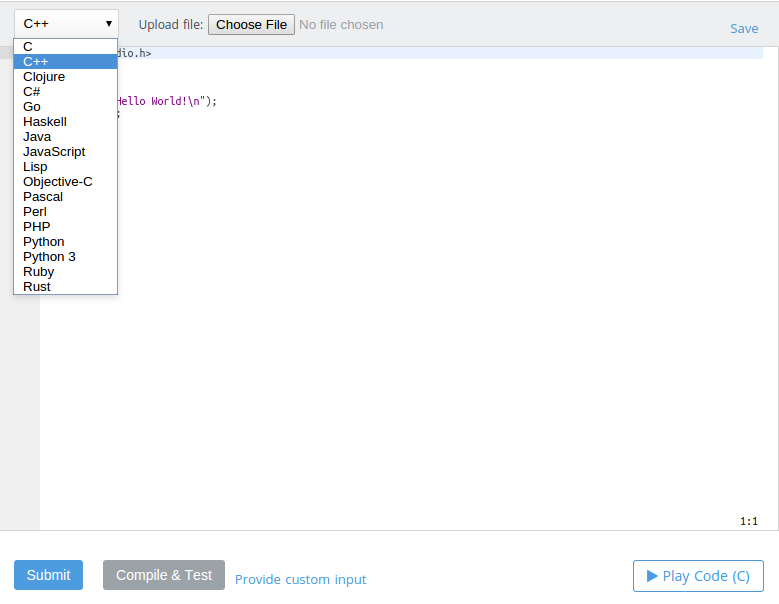 C++
Upload file: Choose File No file chosen
Save
C
C++
Clojure
C#
Go
Haskell
Java
JavaScript
Lisp
Objective-C
Pascal
Perl
PHP
Python
Python 3
Ruby
Rust
dio.h>
Hello World!\n");
;
1:1
Submit
Compile & Test
Provide custom input
Play Code (C)